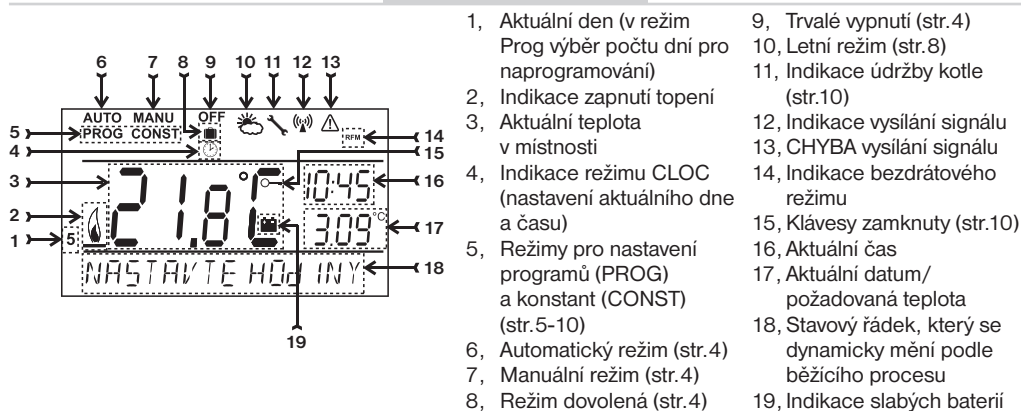 6 7 8 9 10 11 12 13
AUTO MANU OFF
5 PROG CONST
RFM 14
4
15
3 21.8°C 10:45 16
2
3.09°C 17
1 5
NASTAVTE HOdINY 18
19
1, Aktuální den (v režim
Prog výběr počtu dní pro
naprogramování)
2, Indikace zapnutí topení
3, Aktuální teplota
v místnosti
4, Indikace režimu CLOC
(nastavení aktuálního dne
a času)
5, Režimy pro nastavení
programů (PROG)
a konstant (CONST)
(str.5-10)
6, Automatický režim (str.4)
7, Manuální režim (str.4)
8, Režim dovolená (str.4)
9, Trvalé vypnutí (str.4)
10, Letní režim (str.8)
11, Indikace údržby kotle
(str.10)
12, Indikace vysílání signálu
13, CHYBA vysílání signálu
14, Indikace bezdrátového
režimu
15, Klávesy zamknuty (str.10)
16, Aktuální čas
17, Aktuální datum/
požadovaná teplota
18, Stavový řádek, který se
dynamicky mění podle
běžícího procesu
19, Indikace slabých baterií